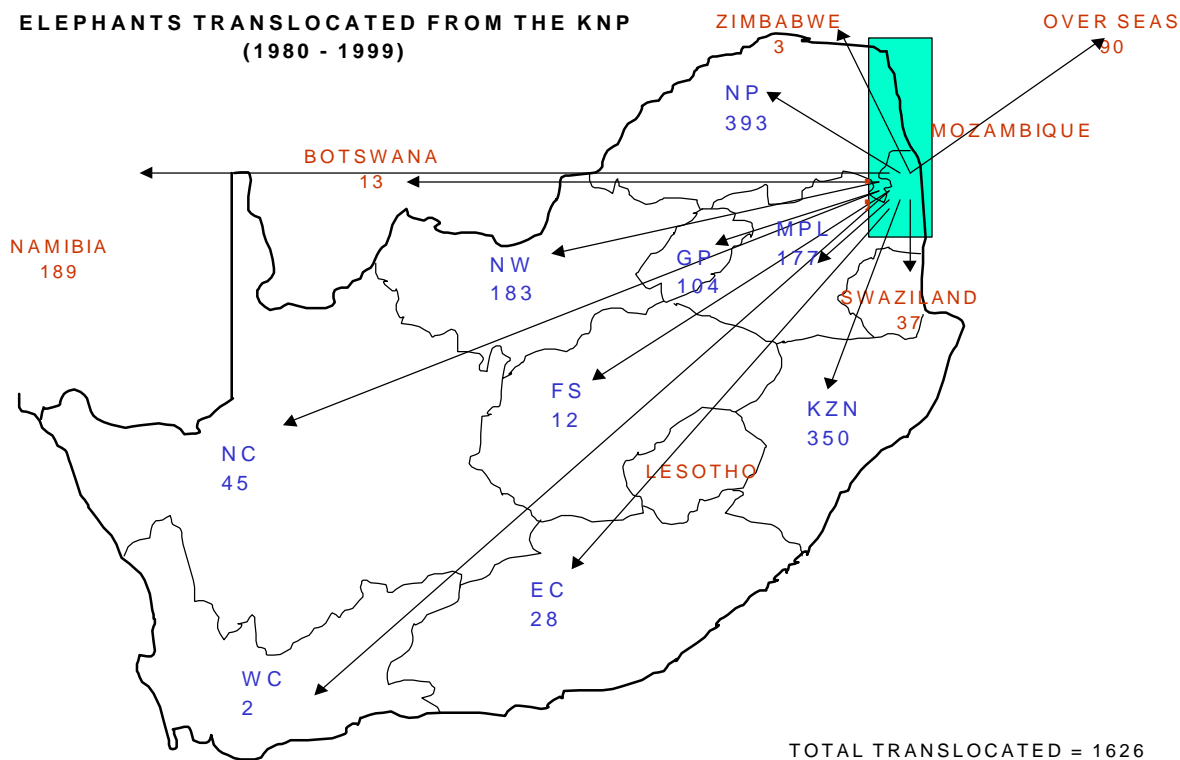 ELEPHANTS TRANSLOCATED FROM THE KNP
(1980 - 1999)
ZIMBABWE
3
OVER SEAS
90
NP
393
MOZAMBIQUE
BOTSWANA
13
NAMIBIA
189
NW
183
GP
104
MPL
177
SWAZILAND
37
FS
12
KZN
350
NC
45
LESOTHO
EC
28
WC
2
TOTAL TRANSLOCATED = 1626